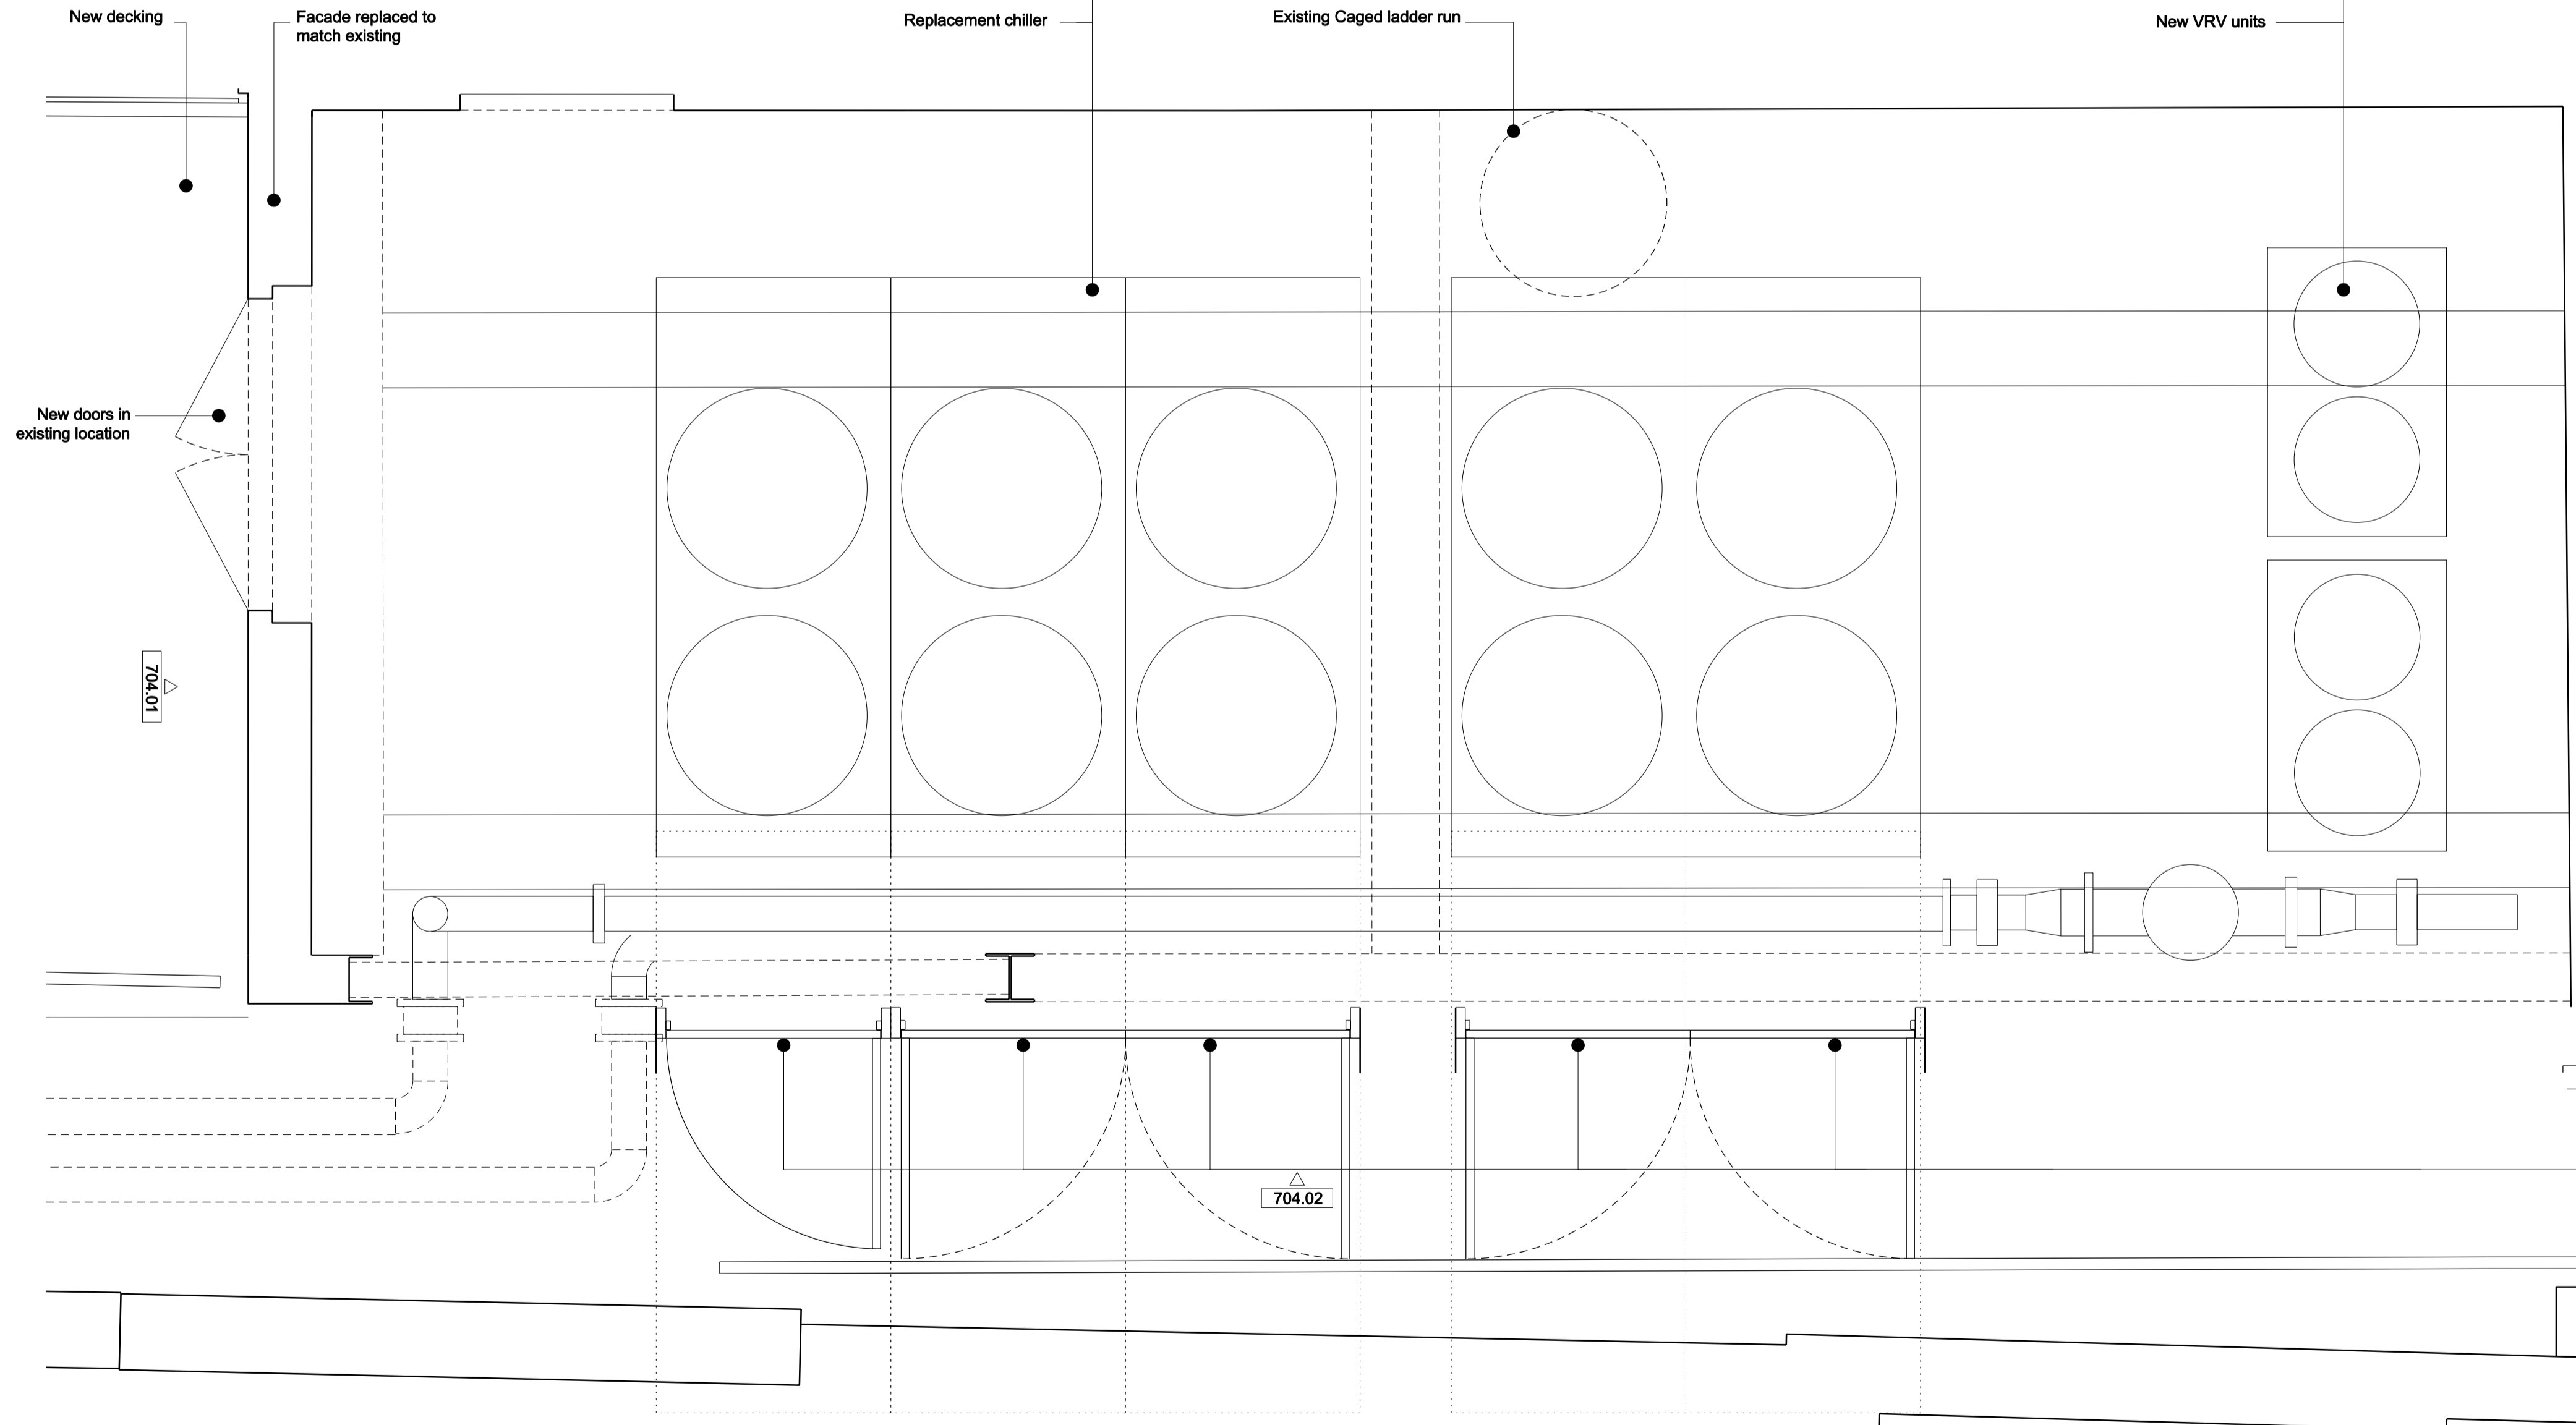 New decking
Facade replaced to
match existing
Replacement chiller
Existing Caged ladder run
New VRV units
New doors in
existing location
704.01
704.02